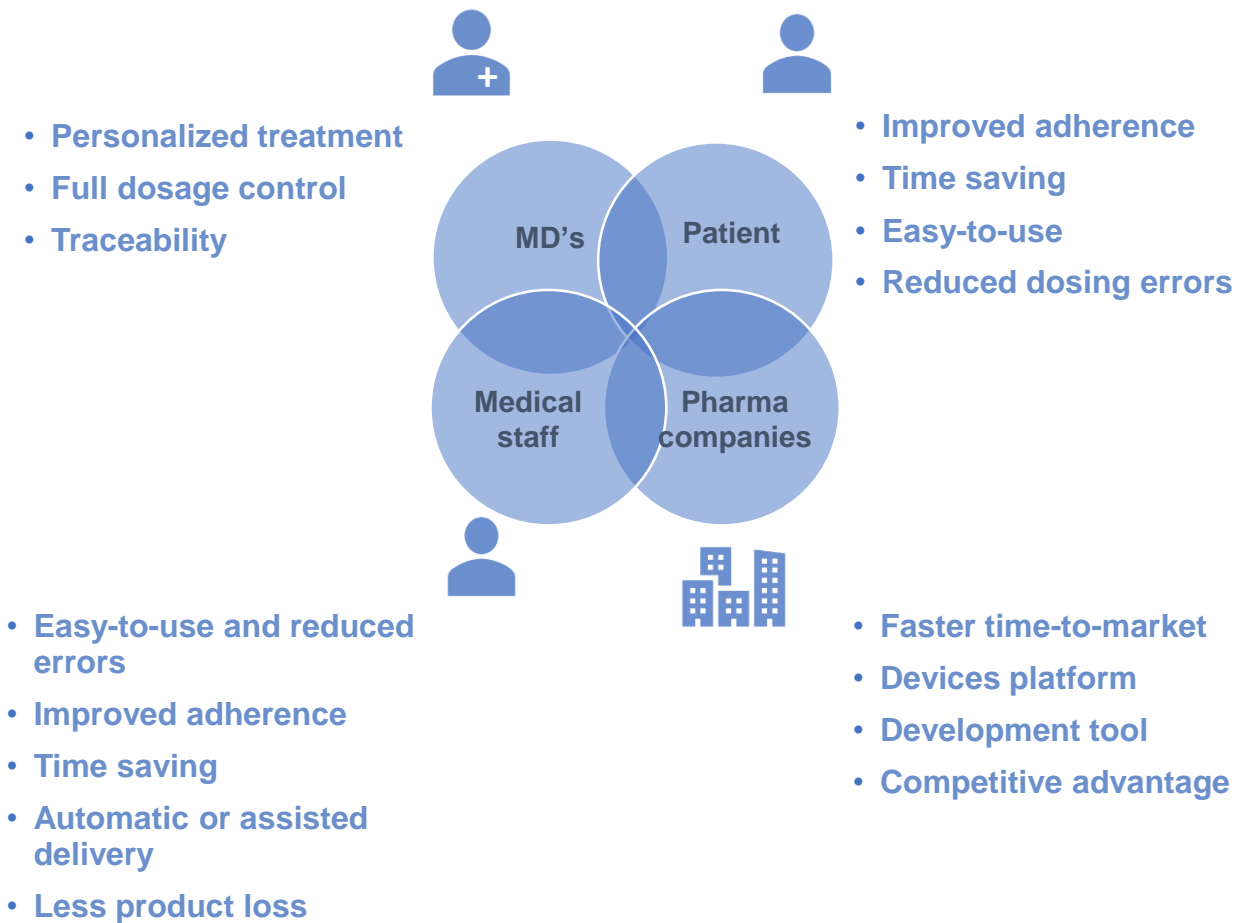 • Personalized treatment
• Full dosage control
• Traceability
• Improved adherence
• Time saving
• Easy-to-use
• Reduced dosing errors
MD's
Patient
Medical
staff
Pharma
companies
• Easy-to-use and reduced
errors
• Improved adherence
• Time saving
• Automatic or assisted
delivery
• Less product loss
• Faster time-to-market
• Devices platform
• Development tool
• Competitive advantage